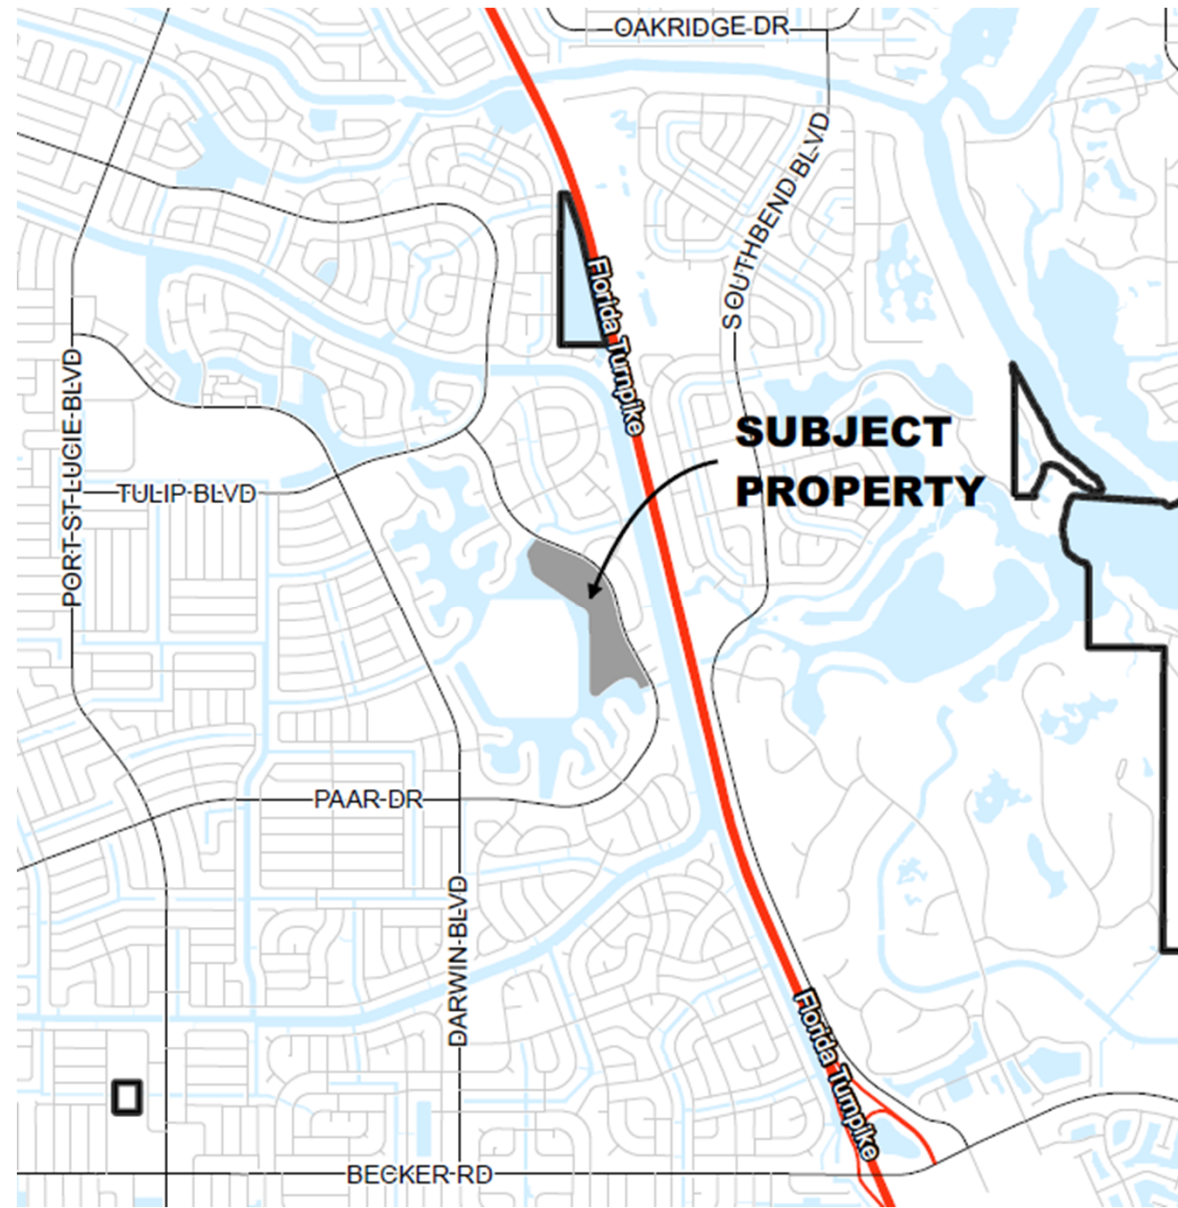 OAKRIDGE DR
SOUTHBEND BLVD
Florida Turnpike
PORT ST LUCIE BLVD
SUBJECT
PROPERTY
TULIP BLVD
PAAR DR
DARWIN BLVD
Florida Turnpike
BECKER RD